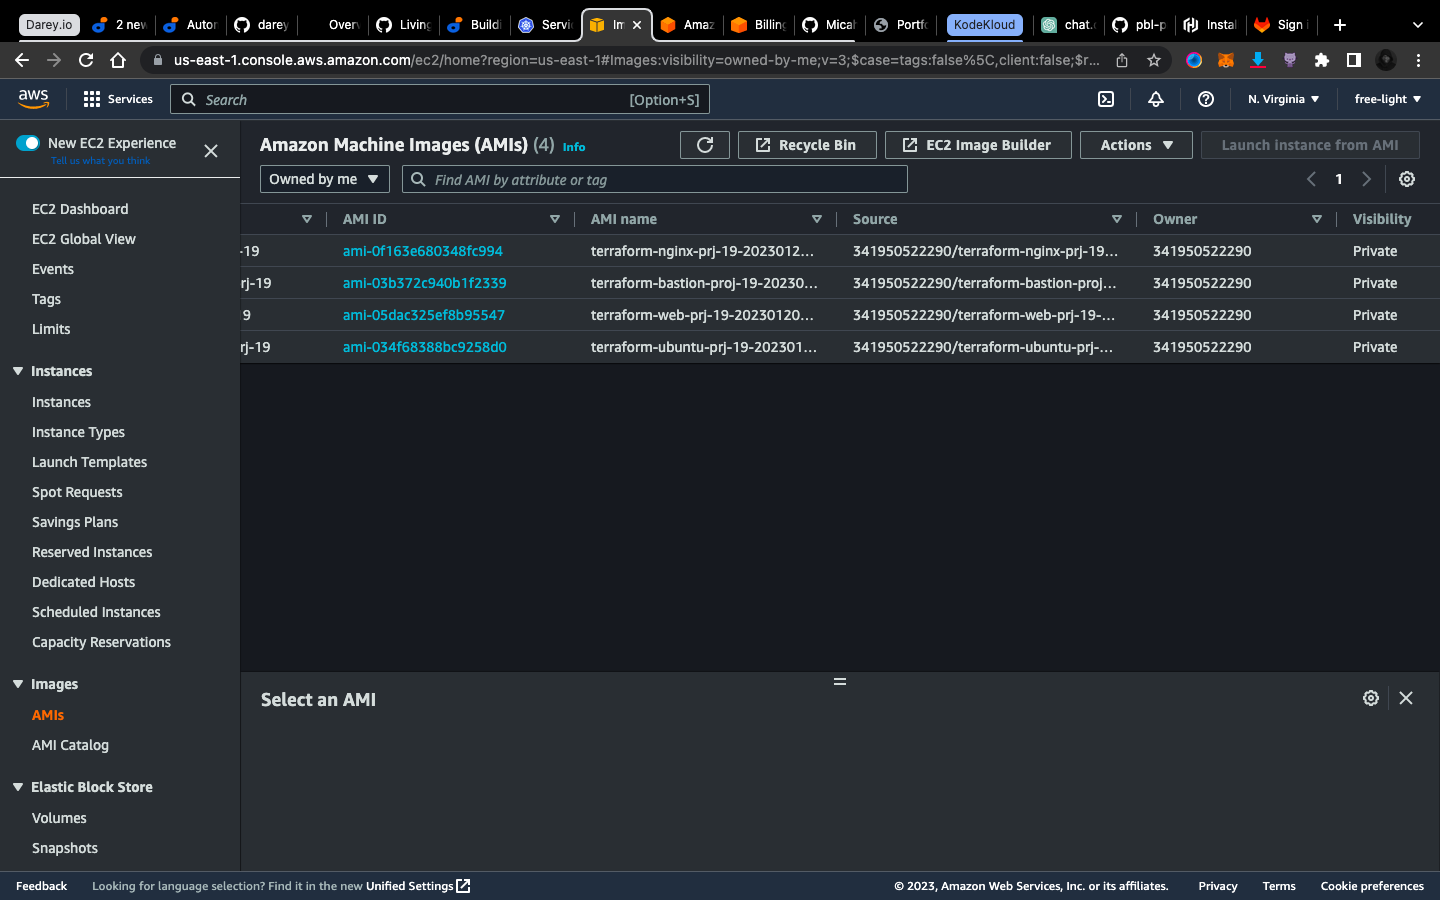 Darey.io 2 new Autor darey Overv Living Buildi Servic Im Amaz Billing Micah Portfo KodeKloud chat.o pbl-p Instal Sign i
us-east-1.console.aws.amazon.com/ec2/home?region=us-east-1#Images:visibility=owned-by-me;v=3;$case=tags:false%5C,client:false;$r...
aws Services Search [Option+S] N. Virginia free-light
New EC2 Experience
Tell us what you think
EC2 Dashboard
EC2 Global View
Events
Tags
Limits
Instances
Instances
Instance Types
Launch Templates
Spot Requests
Savings Plans
Reserved Instances
Dedicated Hosts
Scheduled Instances
Capacity Reservations
Images
AMIs
AMI Catalog
Elastic Block Store
Volumes
Snapshots
Amazon Machine Images (AMIs) (4) Info Recycle Bin EC2 Image Builder Actions Launch instance from AMI
Owned by me Find AMI by attribute or tag 1
AMI ID AMI name Source Owner Visibility
-19 ami-0f163e680348fc994 terraform-nginx-prj-19-2023012... 341950522290/terraform-nginx-prj-19... 341950522290 Private
rj-19 ami-03b372c940b1f2339 terraform-bastion-proj-19-20230... 341950522290/terraform-bastion-proj... 341950522290 Private
9 ami-05dac325ef8b95547 terraform-web-prj-19-20230120... 341950522290/terraform-web-prj-19-... 341950522290 Private
rj-19 ami-034f68388bc9258d0 terraform-ubuntu-prj-19-202301... 341950522290/terraform-ubuntu-prj-... 341950522290 Private
Select an AMI
Feedback Looking for language selection? Find it in the new Unified Settings © 2023, Amazon Web Services, Inc. or its affiliates. Privacy Terms Cookie preferences